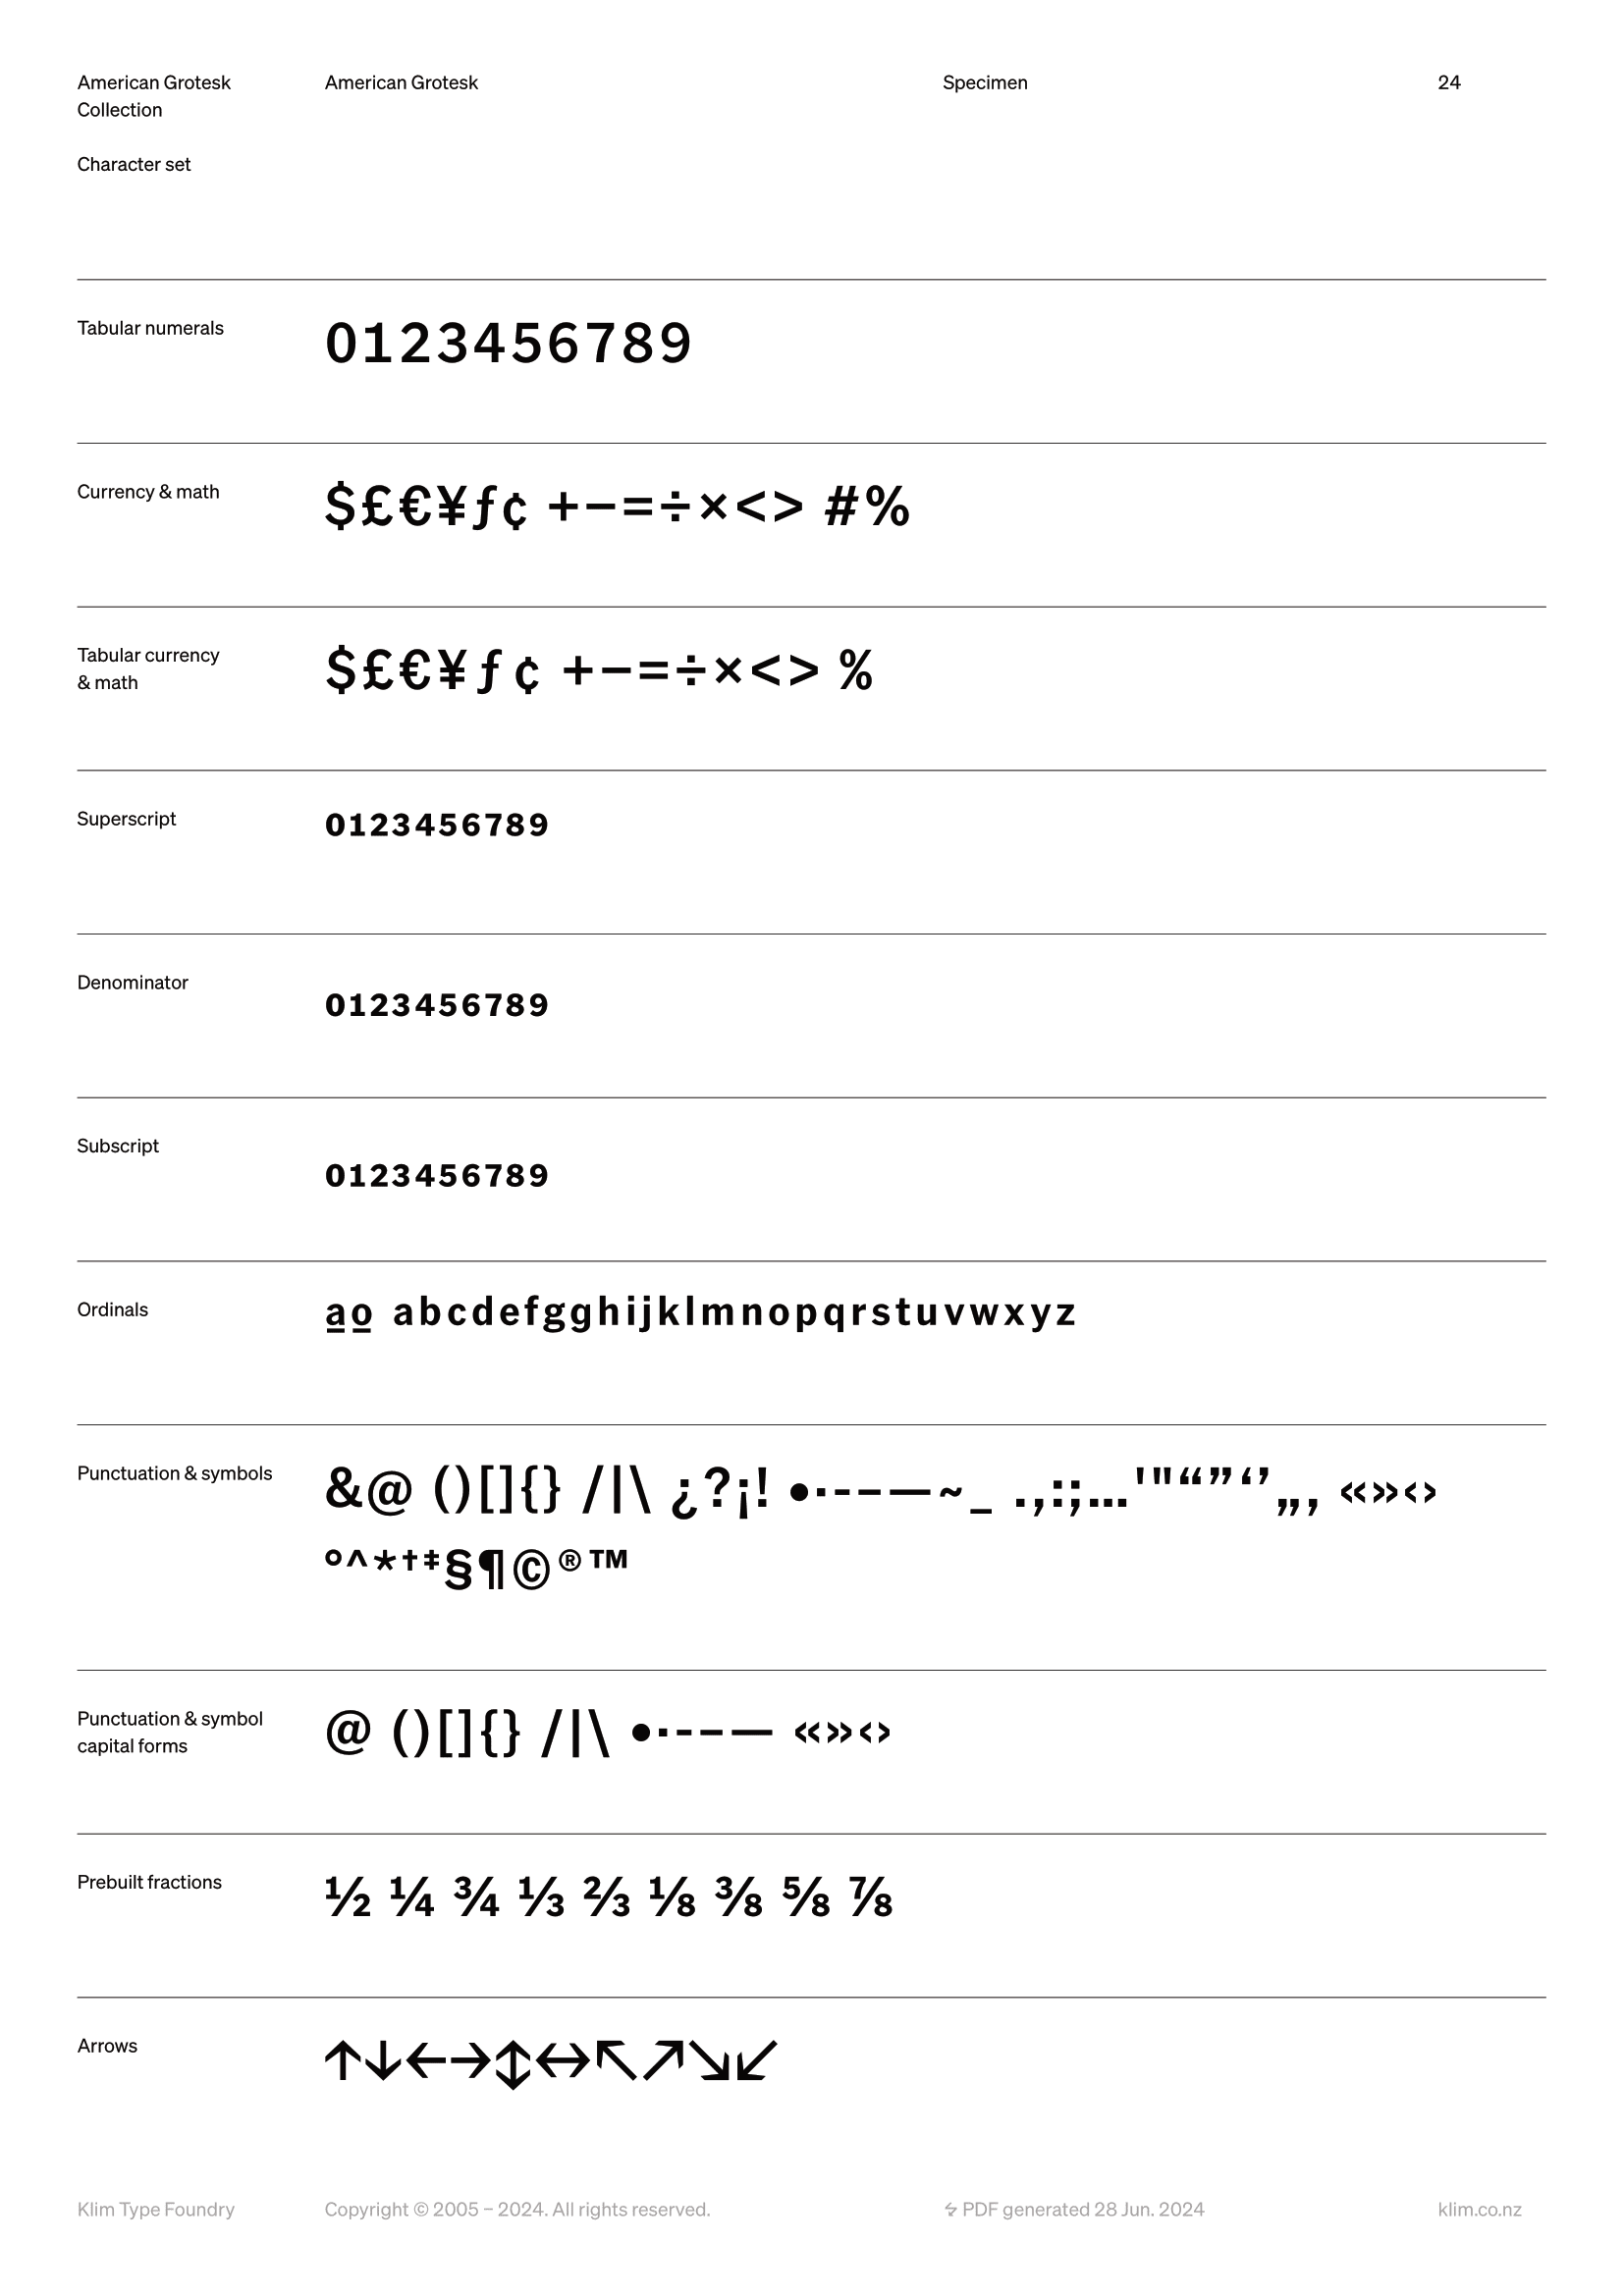 American Grotesk Collection
American Grotesk
Specimen
24
Character set
Tabular numerals
0123456789
Currency & math
$£€¥ƒ¢ +−=÷×<> #%
Tabular currency
& math
$£€¥ƒ¢ +−=÷×<> %
Superscript
0123456789
Denominator
0123456789
Subscript
0123456789
Ordinals
ao abcdefgghijklmnopqrstuvwxyz
Punctuation & symbols
&@ ()[]{} /|\ ¿?¡! •·-–—~_ .,:;…'"“”‘’„‚ «»‹›
°^*†‡§¶©®™
Punctuation & symbol
capital forms
@ ()[]{} /|\ •·-–— «»‹›
Prebuilt fractions
½ ¼ ¾ ⅓ ⅔ ⅛ ⅜ ⅝ ⅞
Arrows
↑↓←→↕↔↖↗↘↙
Klim Type Foundry
Copyright © 2005 – 2024. All rights reserved.
PDF generated 28 Jun. 2024
klim.co.nz